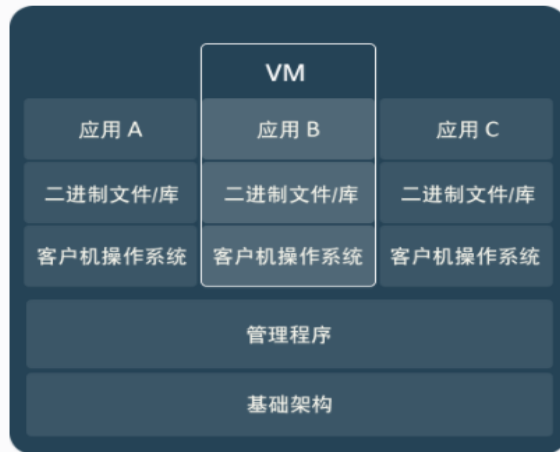 VM
应用 A
应用 B
应用 C
二进制文件/库
二进制文件/库
二进制文件/库
客户机操作系统
客户机操作系统
客户机操作系统
管理程序
基础架构